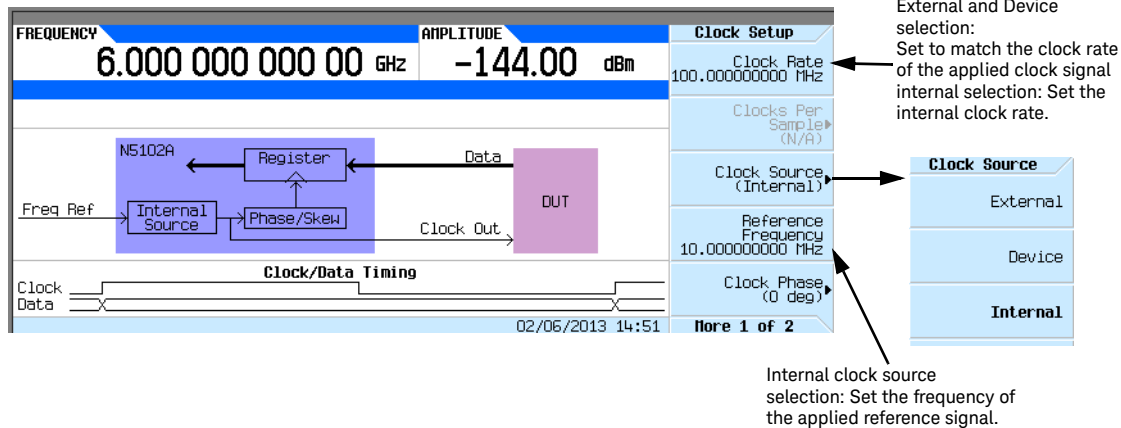 External and Device
selection:
Set to match the clock rate
of the applied clock signal
internal selection: Set the
internal clock rate.
FREQUENCY
6.000 000 000 00 GHz
AMPLITUDE
-144.00 dBm
Clock Setup
Clock Rate
100.000000000 MHz
Clocks Per
Sample
(N/A)
Clock Source
(Internal)
Reference
Frequency
10.000000000 MHz
Clock Phase
(0 deg)
More 1 of 2
N5102A
Register
Data
DUT
Freq Ref
Internal
Source
Phase/Skew
Clock Out
Clock/Data Timing
Clock
Data
02/06/2013 14:51
Clock Source
External
Device
Internal
Internal clock source
selection: Set the frequency of
the applied reference signal.